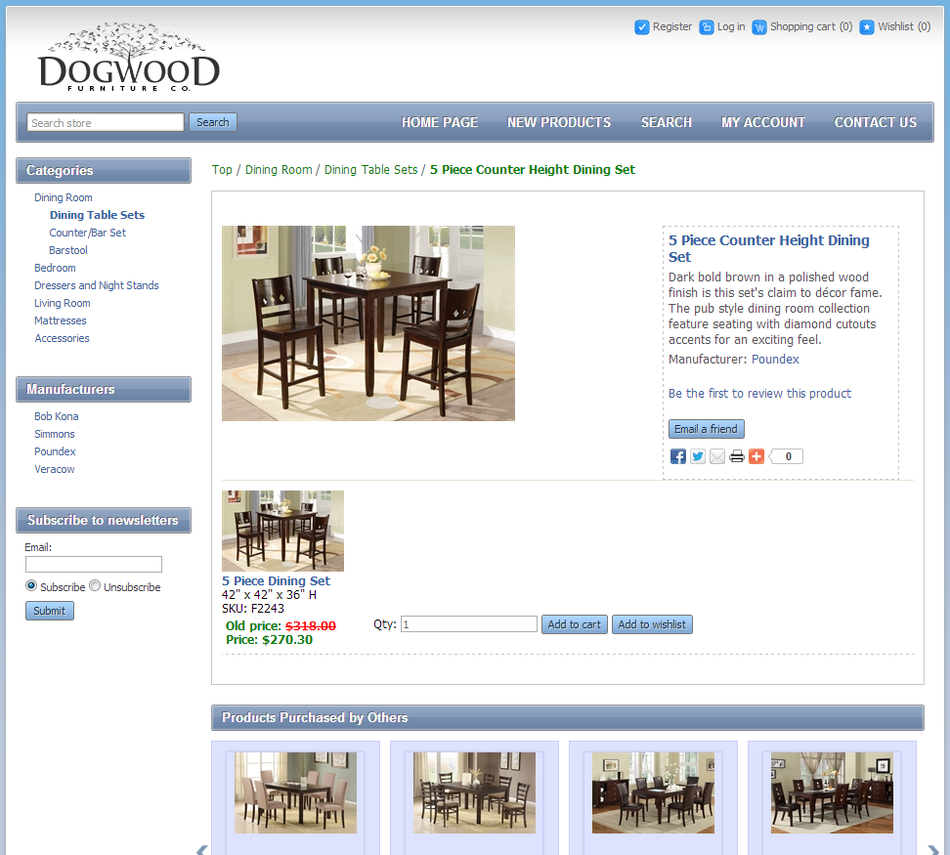 Register Log in Shopping cart (0) Wishlist (0)
DOGWOOD
FURNITURE CO.
Search store Search HOME PAGE NEW PRODUCTS SEARCH MY ACCOUNT CONTACT US
Categories
Dining Room
Dining Table Sets
Counter/Bar Set
Barstool
Bedroom
Dressers and Night Stands
Living Room
Mattresses
Accessories
Manufacturers
Bob Kona
Simmons
Poundex
Veracow
Subscribe to newsletters
Email:
Subscribe Unsubscribe
Submit
Top / Dining Room / Dining Table Sets / 5 Piece Counter Height Dining Set
5 Piece Counter Height Dining
Set
Dark bold brown in a polished wood
finish is this set's claim to décor fame.
The pub style dining room collection
feature seating with diamond cutouts
accents for an exciting feel.
Manufacturer: Poundex
Be the first to review this product
Email a friend
0
5 Piece Dining Set
42" x 42" x 36" H
SKU: F2243
Old price: $318.00
Price: $270.30
Qty: 1 Add to cart Add to wishlist
Products Purchased by Others